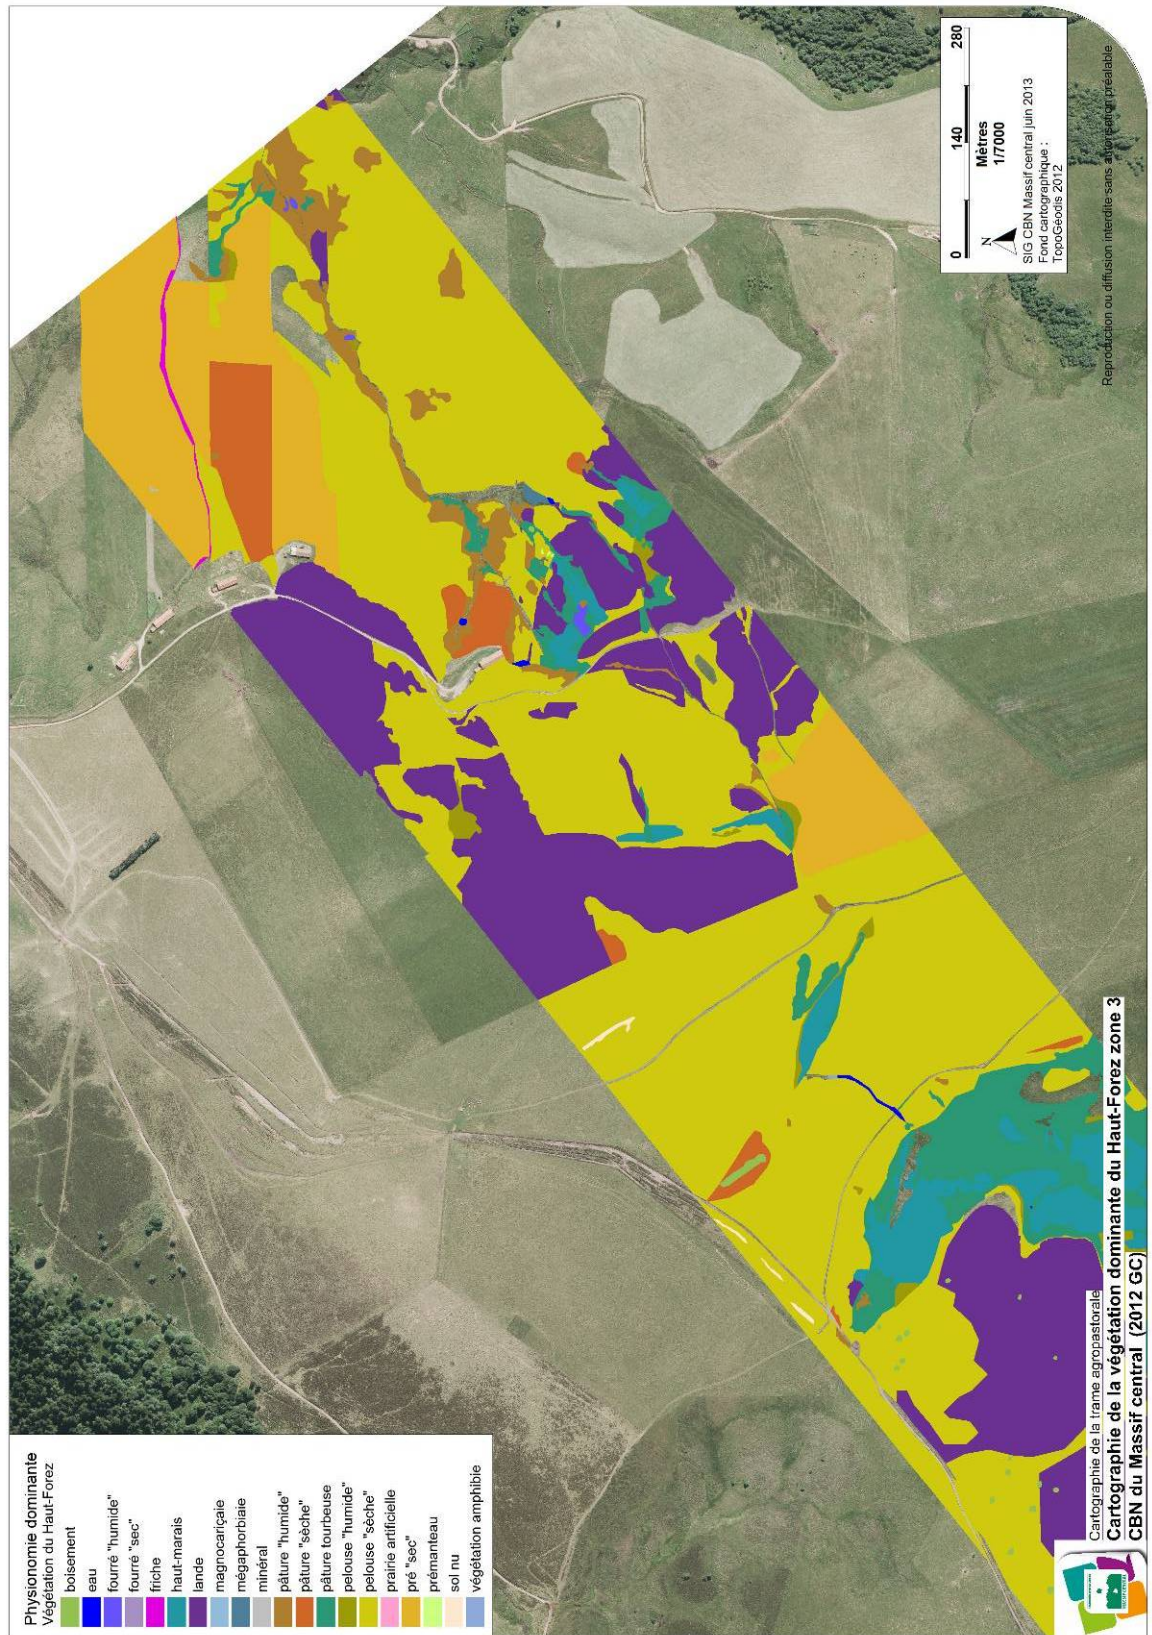 Physionomie dominante
Végétation du Haut-Forez
boisement
eau
fourré "humide"
fourré "sec"
friche
haut-marais
lande
magnocariçaie
mégaphorbiaie
minéral
pâture "humide"
pâture "sèche"
pâture tourbeuse
pelouse "humide"
pelouse "sèche"
prairie artificielle
pré "sec"
prémanteau
sol nu
végétation amphibie
0 140 280
Mètres
1/7000
N
SIG CBN Massif central juin 2013
Fond cartographique :
TopoGéodis 2012
Reproduction ou diffusion interdite sans autorisation préalable
Cartographie de la trame agropastorale
Cartographie de la végétation dominante du Haut-Forez zone 3
CBN du Massif central (2012 GC)